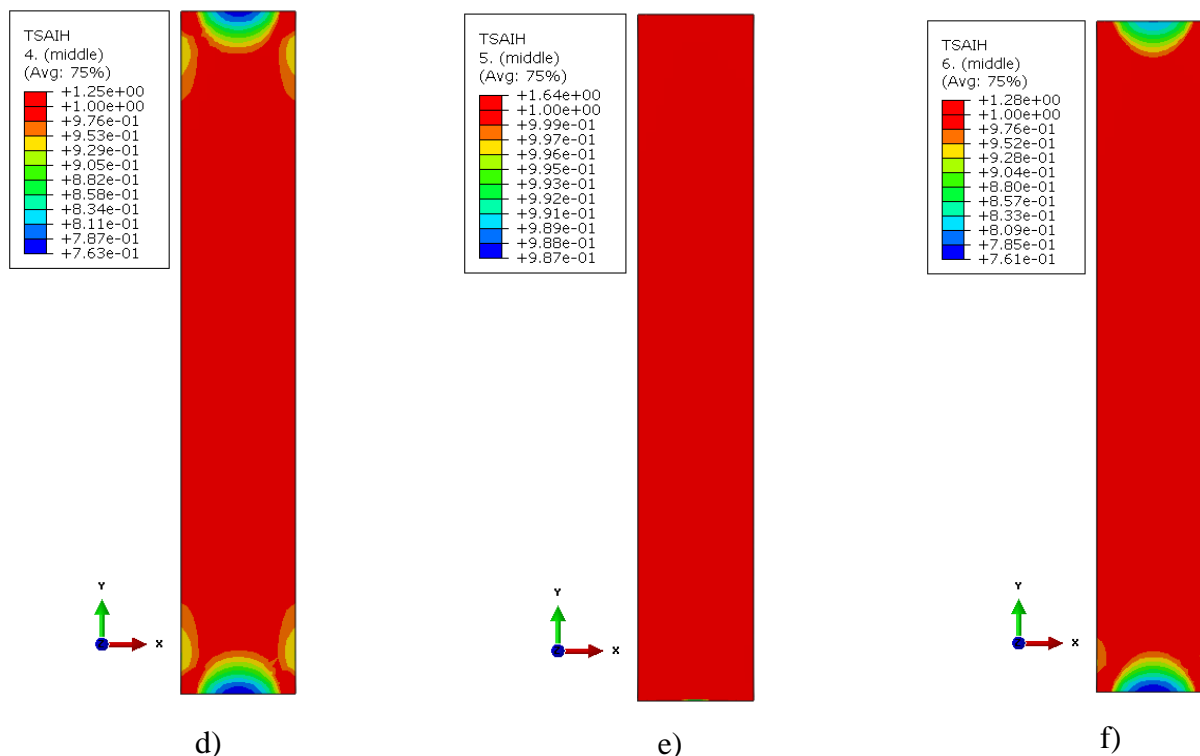 TSAIH
4. (middle)
(Avg: 75%)
+1.25e+00
+1.00e+00
+9.76e-01
+9.53e-01
+9.29e-01
+9.05e-01
+8.82e-01
+8.58e-01
+8.34e-01
+8.11e-01
+7.87e-01
+7.63e-01
Y
Z
X
d)
TSAIH
5. (middle)
(Avg: 75%)
+1.64e+00
+1.00e+00
+9.99e-01
+9.97e-01
+9.96e-01
+9.95e-01
+9.93e-01
+9.92e-01
+9.91e-01
+9.89e-01
+9.88e-01
+9.87e-01
Y
Z
X
e)
TSAIH
6. (middle)
(Avg: 75%)
+1.28e+00
+1.00e+00
+9.76e-01
+9.52e-01
+9.28e-01
+9.04e-01
+8.80e-01
+8.57e-01
+8.33e-01
+8.09e-01
+7.85e-01
+7.61e-01
Y
Z
X
f)